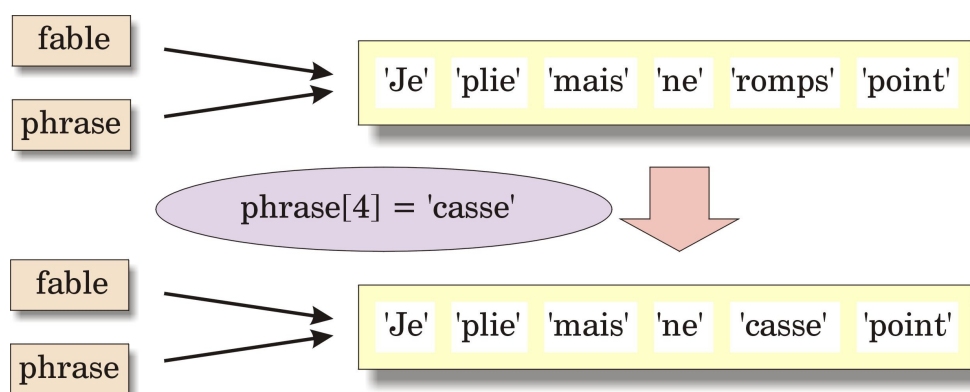 fable
phrase
'Je' 'plie' 'mais' 'ne' 'romps' 'point'
phrase[4] = 'casse'
fable
phrase
'Je' 'plie' 'mais' 'ne' 'casse' 'point'